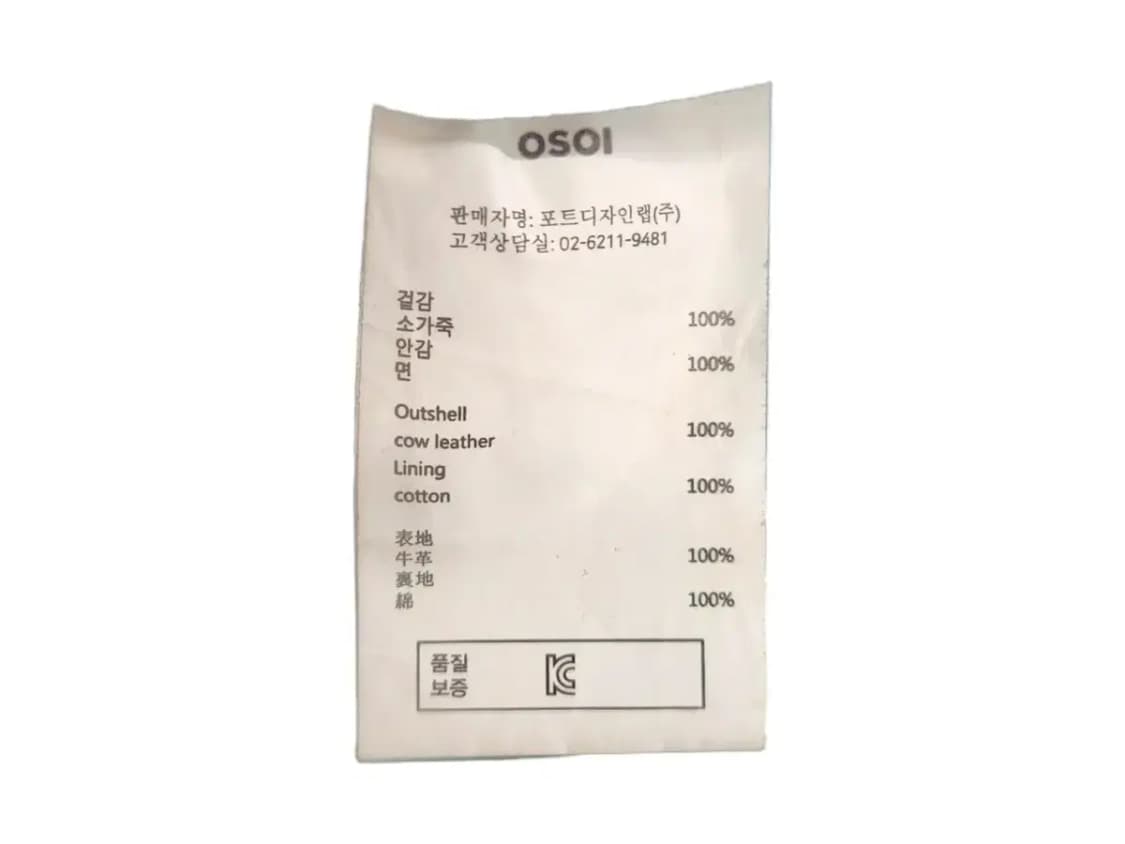 OSOI
판매자명: 포트디자인랩(주)
고객상담실: 02-6211-9481
겉감
소가죽 100%
안감
면 100%
Outshell
cow leather 100%
Lining
cotton 100%
表地
牛革 100%
裏地
綿 100%
품질
보증
KC